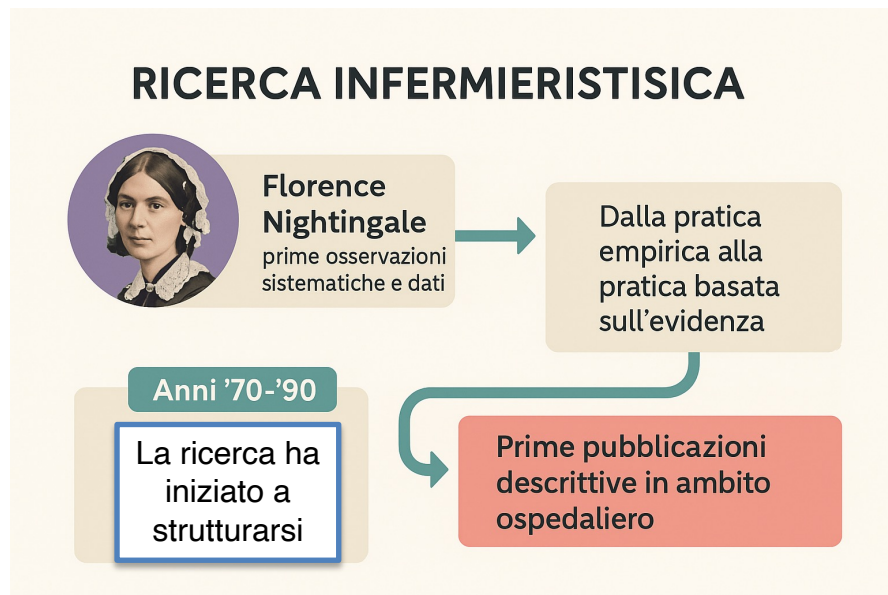 RICERCA INFERMIERISTISICA
Florence
Nightingale
prime osservazioni
sistematiche e dati
Dalla pratica
empirica alla
pratica basata
sull’evidenza
Anni ’70-’90
La ricerca ha
iniziato a
strutturarsi
Prime pubblicazioni
descrittive in ambito
ospedaliero